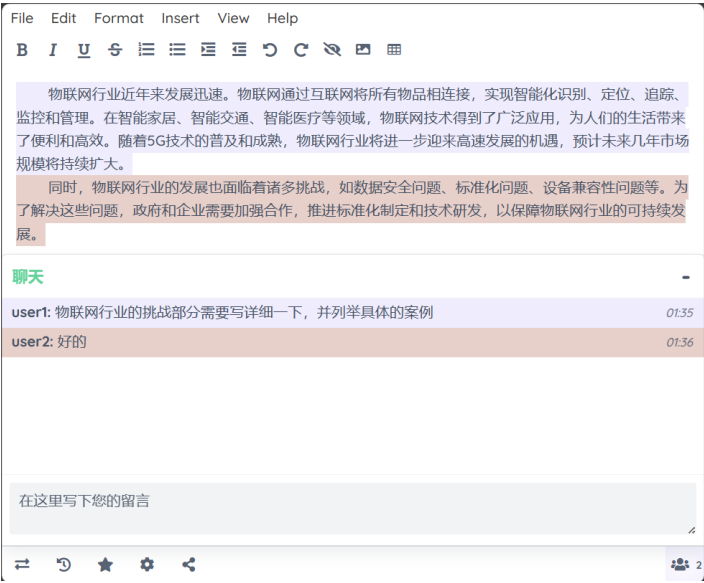 File Edit Format Insert View Help
物联网行业近年来发展迅速。物联网通过互联网将所有物品相连接，实现智能化识别、定位、追踪、
监控和管理。在智能家居、智能交通、智能医疗等领域，物联网技术得到了广泛应用，为人们的生活带来
了便利和高效。随着5G技术的普及和成熟，物联网行业将进一步迎来高速发展的机遇，预计未来几年市场
规模将持续扩大。
同时，物联网行业的发展也面临着诸多挑战，如数据安全问题、标准化问题、设备兼容性问题等。为
了解决这些问题，政府和企业需要加强合作，推进标准化制定和技术研发，以保障物联网行业的可持续发
展。
聊天
user1: 物联网行业的挑战部分需要写详细一下，并列举具体的案例 01:35
user2: 好的 01:36
在这里写下您的留言
2